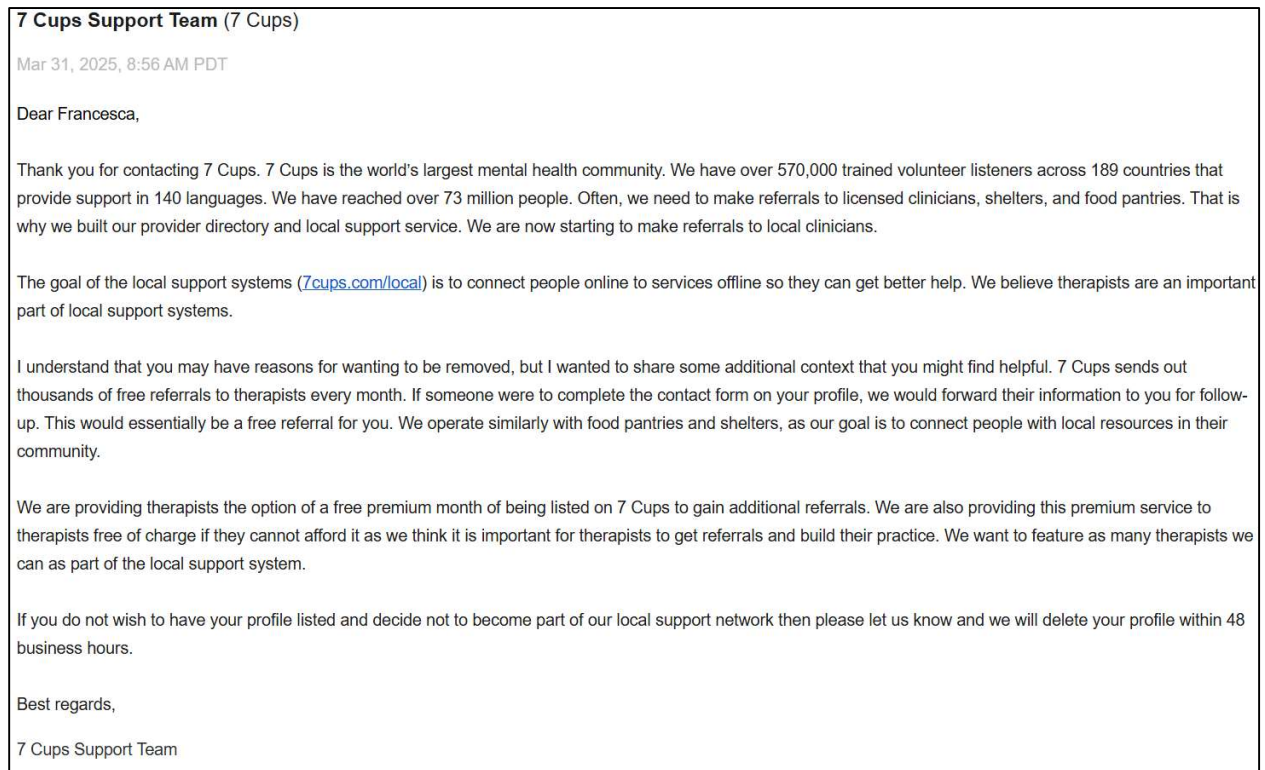 7 Cups Support Team (7 Cups)
Mar 31, 2025, 8:56 AM PDT
Dear Francesca,
Thank you for contacting 7 Cups. 7 Cups is the world's largest mental health community. We have over 570,000 trained volunteer listeners across 189 countries that
provide support in 140 languages. We have reached over 73 million people. Often, we need to make referrals to licensed clinicians, shelters, and food pantries. That is
why we built our provider directory and local support service. We are now starting to make referrals to local clinicians.
The goal of the local support systems (7cups.com/local) is to connect people online to services offline so they can get better help. We believe therapists are an important
part of local support systems.
I understand that you may have reasons for wanting to be removed, but I wanted to share some additional context that you might find helpful. 7 Cups sends out
thousands of free referrals to therapists every month. If someone were to complete the contact form on your profile, we would forward their information to you for follow-
up. This would essentially be a free referral for you. We operate similarly with food pantries and shelters, as our goal is to connect people with local resources in their
community.
We are providing therapists the option of a free premium month of being listed on 7 Cups to gain additional referrals. We are also providing this premium service to
therapists free of charge if they cannot afford it as we think it is important for therapists to get referrals and build their practice. We want to feature as many therapists we
can as part of the local support system.
If you do not wish to have your profile listed and decide not to become part of our local support network then please let us know and we will delete your profile within 48
business hours.
Best regards,
7 Cups Support Team